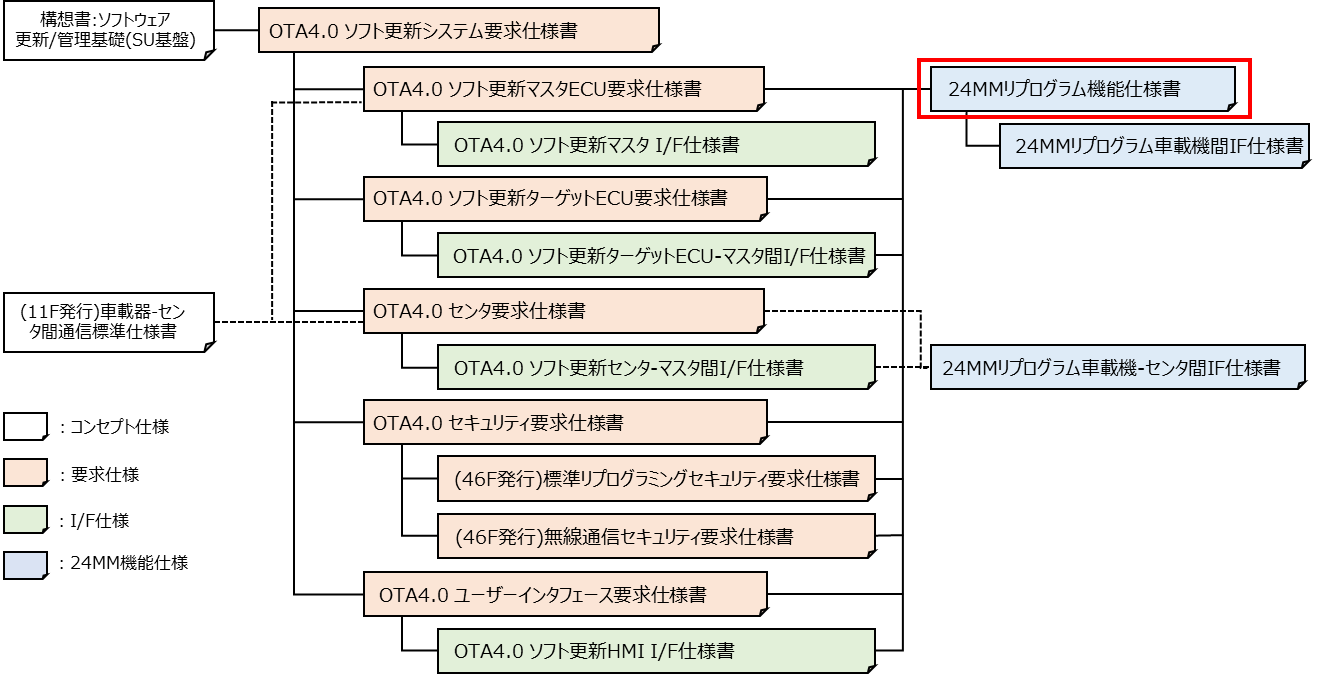 構想書:ソフトウェア
更新/管理基礎(SU基盤)
OTA4.0 ソフト更新システム要求仕様書
OTA4.0 ソフト更新マスタECU要求仕様書
24MMリプログラム機能仕様書
OTA4.0 ソフト更新マスタ I/F仕様書
24MMリプログラム車載機間IF仕様書
OTA4.0 ソフト更新ターゲットECU要求仕様書
OTA4.0 ソフト更新ターゲットECU-マスタ間I/F仕様書
(11F発行)車載器-セン
タ間通信標準仕様書
OTA4.0 センタ要求仕様書
OTA4.0 ソフト更新センタ-マスタ間I/F仕様書
24MMリプログラム車載機-センタ間IF仕様書
OTA4.0 セキュリティ要求仕様書
(46F発行)標準リプログラミングセキュリティ要求仕様書
(46F発行)無線通信セキュリティ要求仕様書
OTA4.0 ユーザーインタフェース要求仕様書
OTA4.0 ソフト更新HMI I/F仕様書
：コンセプト仕様
：要求仕様
：I/F仕様
：24MM機能仕様